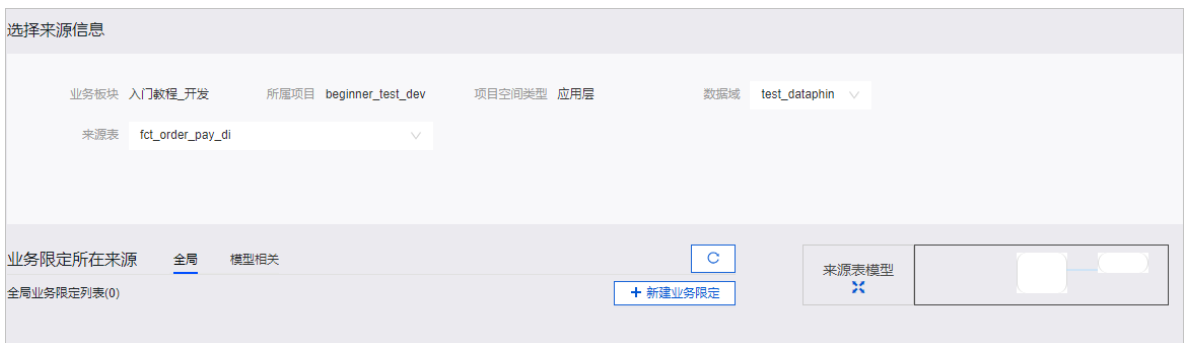 选择来源信息
业务板块 入门教程_开发 所属项目 beginner_test_dev 项目空间类型 应用层 数据域 test_dataphin
来源表 fct_order_pay_di
业务限定所在来源 全局 模型相关
来源表模型
全局业务限定列表(0) + 新建业务限定